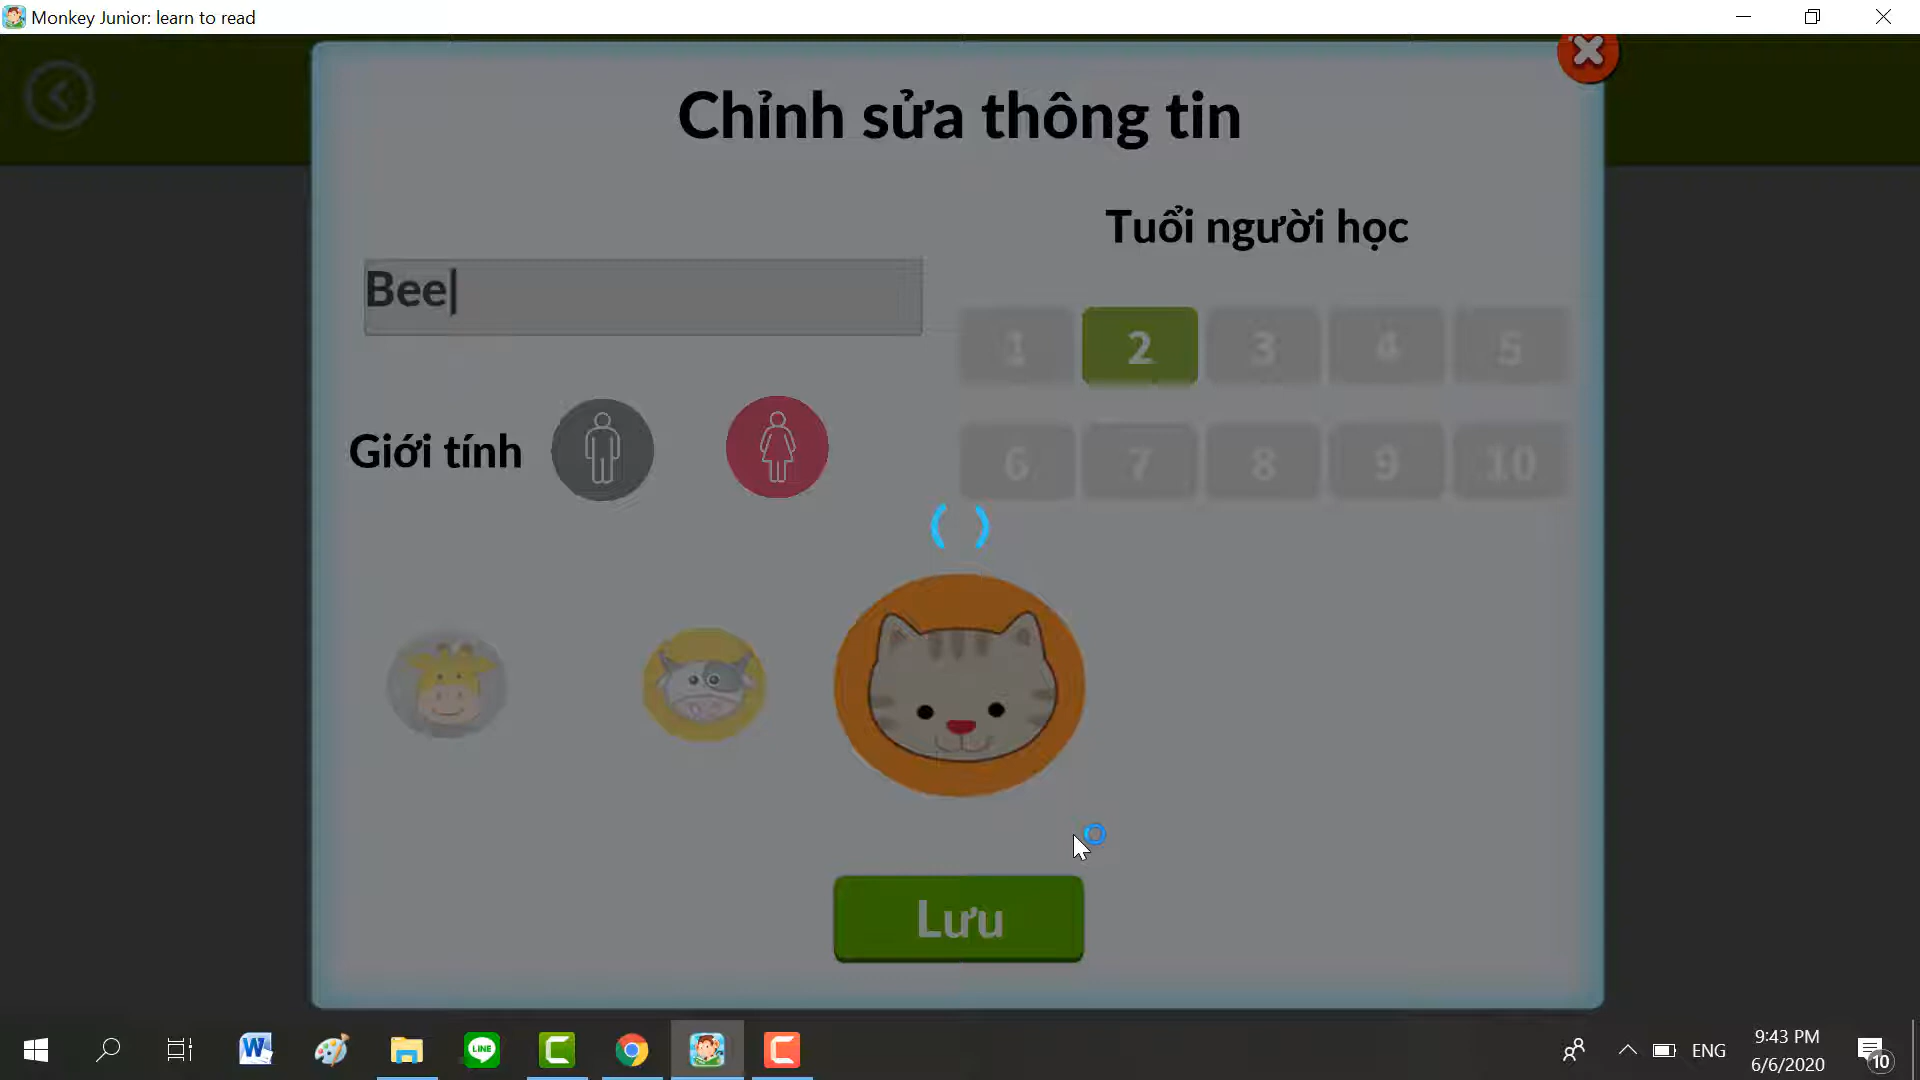 Monkey Junior: learn to read
Chỉnh sửa thông tin
Tuổi người học
Bee
1 2 3 4 5
Giới tính
6 7 8 9 10
Lưu
W
LINE
ENG
9:43 PM
6/6/2020
10